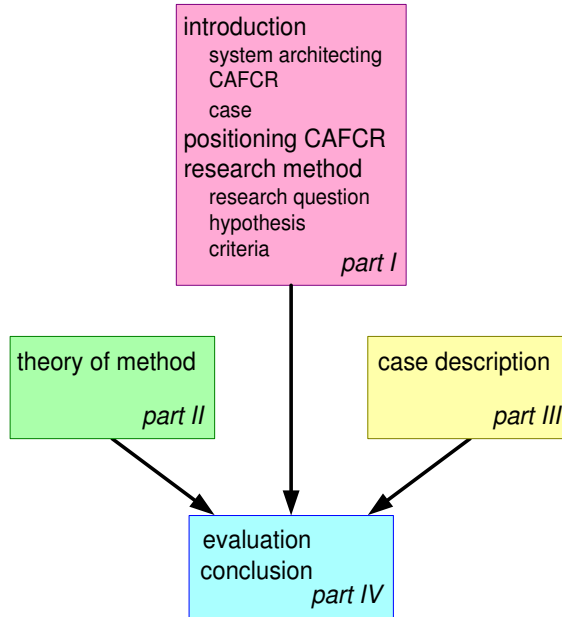 introduction
system architecting
CAFCR
case
positioning CAFCR
research method
research question
hypothesis
criteria
part I
theory of method
part II
case description
part III
evaluation
conclusion
part IV